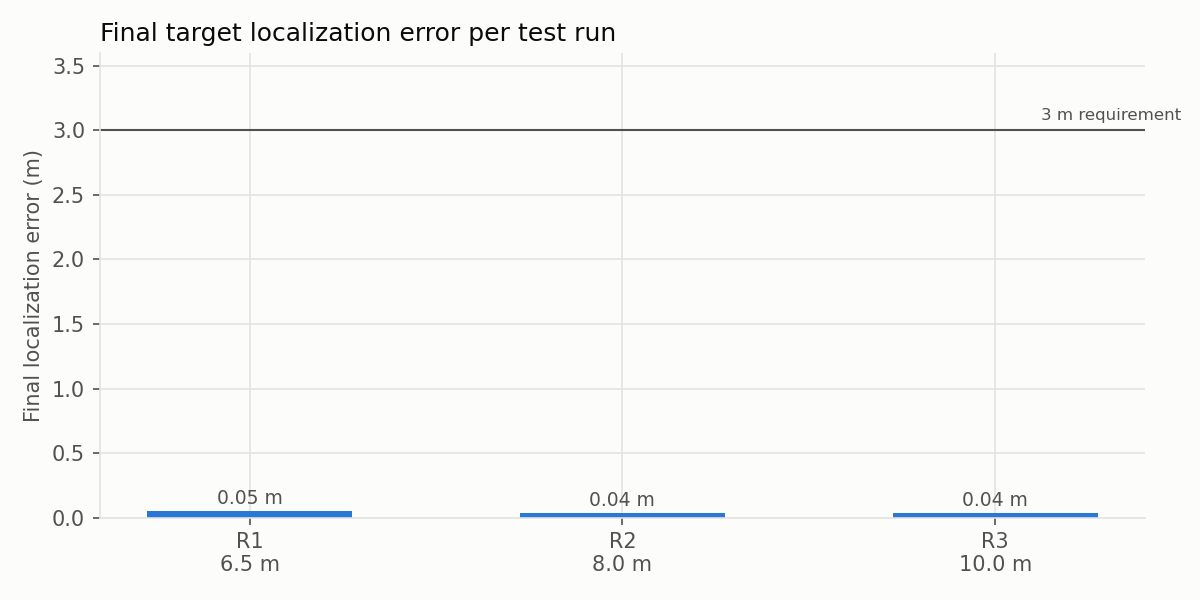 Final target localization error per test run
3.5
3 m requirement
3.0
2.5
2.0
1.5
1.0
0.5
0.0
Final localization error (m)
0.05 m
0.04 m
0.04 m
R1
6.5 m
R2
8.0 m
R3
10.0 m